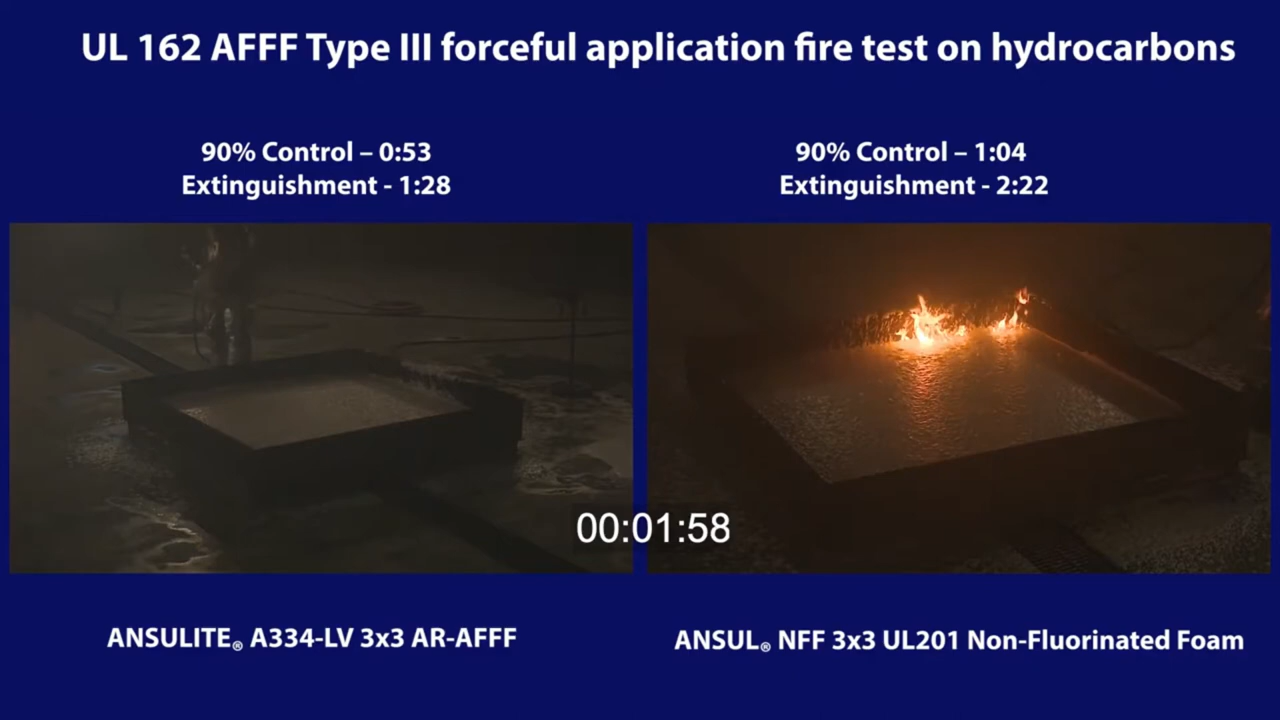 UL 162 AFFF Type III forceful application fire test on hydrocarbons
90% Control – 0:53
Extinguishment - 1:28
90% Control – 1:04
Extinguishment - 2:22
00:01:58
ANSULITE® A334-LV 3x3 AR-AFFF
ANSUL® NFF 3x3 UL201 Non-Fluorinated Foam